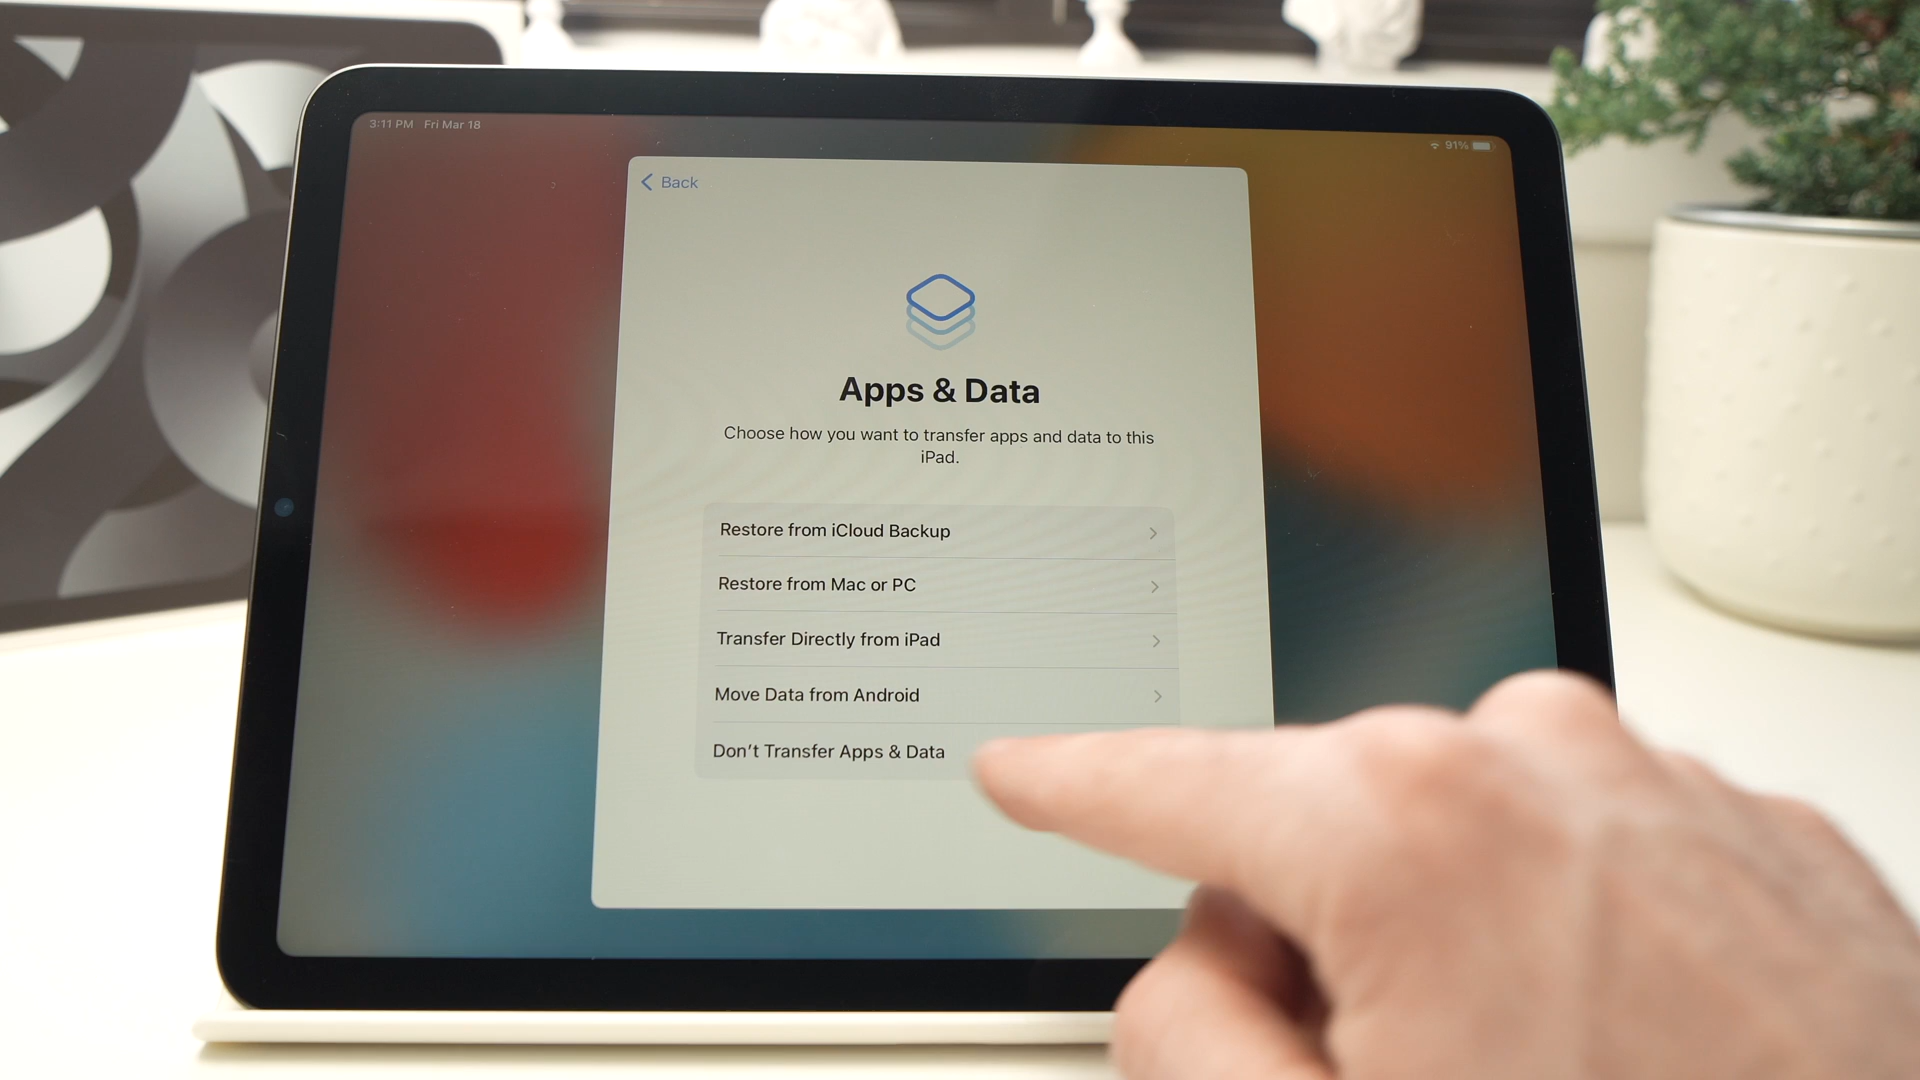 3:11 PM Fri Mar 18
91%
Back
Apps & Data
Choose how you want to transfer apps and data to this
iPad.
Restore from iCloud Backup
Restore from Mac or PC
Transfer Directly from iPad
Move Data from Android
Don’t Transfer Apps & Data